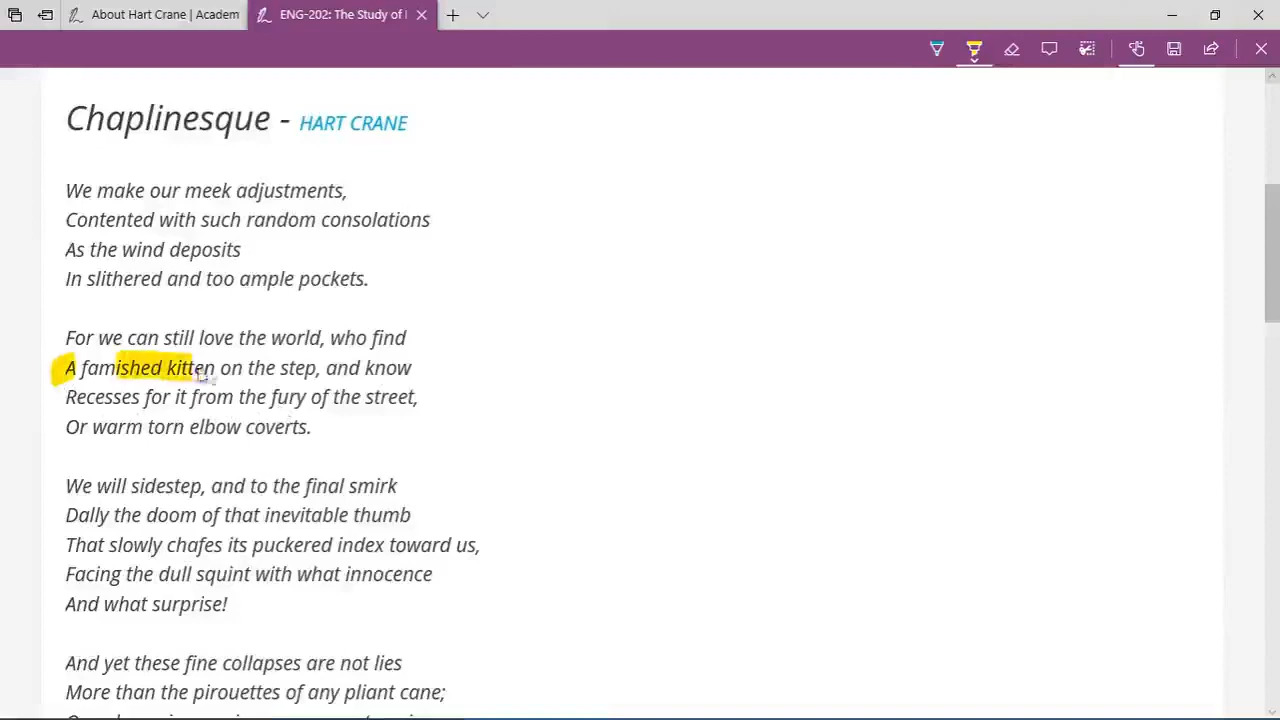 About Hart Crane | Academ
ENG-202: The Study of
Chaplinesque - HART CRANE
We make our meek adjustments,
Contented with such random consolations
As the wind deposits
In slithered and too ample pockets.
For we can still love the world, who find
A famished kitten on the step, and know
Recesses for it from the fury of the street,
Or warm torn elbow coverts.
We will sidestep, and to the final smirk
Dally the doom of that inevitable thumb
That slowly chafes its puckered index toward us,
Facing the dull squint with what innocence
And what surprise!
And yet these fine collapses are not lies
More than the pirouettes of any pliant cane;